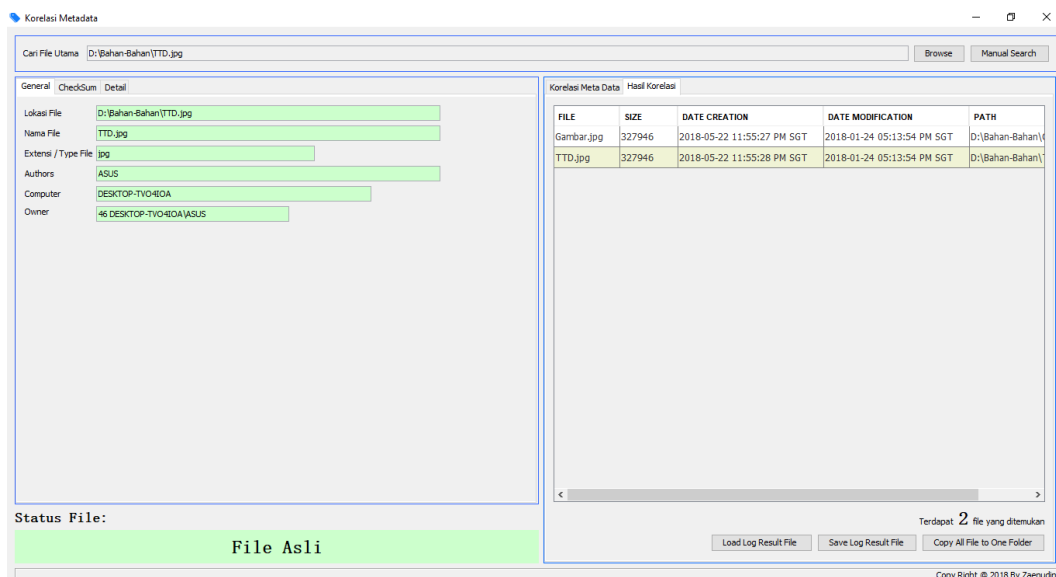 Korelasi Metadata
Cari File Utama D:\Bahan-Bahan\TTD.jpg Browse Manual Search
General CheckSum Detail
Lokasi File D:\Bahan-Bahan\TTD.jpg
Nama File TTD.jpg
Extensi / Type File jpg
Authors ASUS
Computer DESKTOP-TVO4IOA
Owner 46 DESKTOP-TVO4IOA\ASUS
Status File:
File Asli
Korelasi Meta Data Hasil Korelasi
FILE SIZE DATE CREATION DATE MODIFICATION PATH
Gambar.jpg 327946 2018-05-22 11:55:27 PM SGT 2018-01-24 05:13:54 PM SGT D:\Bahan-Bahan\
TTD.jpg 327946 2018-05-22 11:55:28 PM SGT 2018-01-24 05:13:54 PM SGT D:\Bahan-Bahan\
Terdapat 2 file yang ditemukan
Load Log Result File Save Log Result File Copy All File to One Folder
Copy Right @ 2018 By Zaenudin